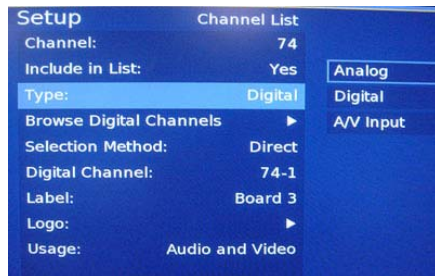 Setup Channel List
Channel: 74
Include in List: Yes
Type: Digital
Browse Digital Channels ►
Selection Method: Direct
Digital Channel: 74-1
Label: Board 3
Logo: ►
Usage: Audio and Video
Analog
Digital
A/V Input